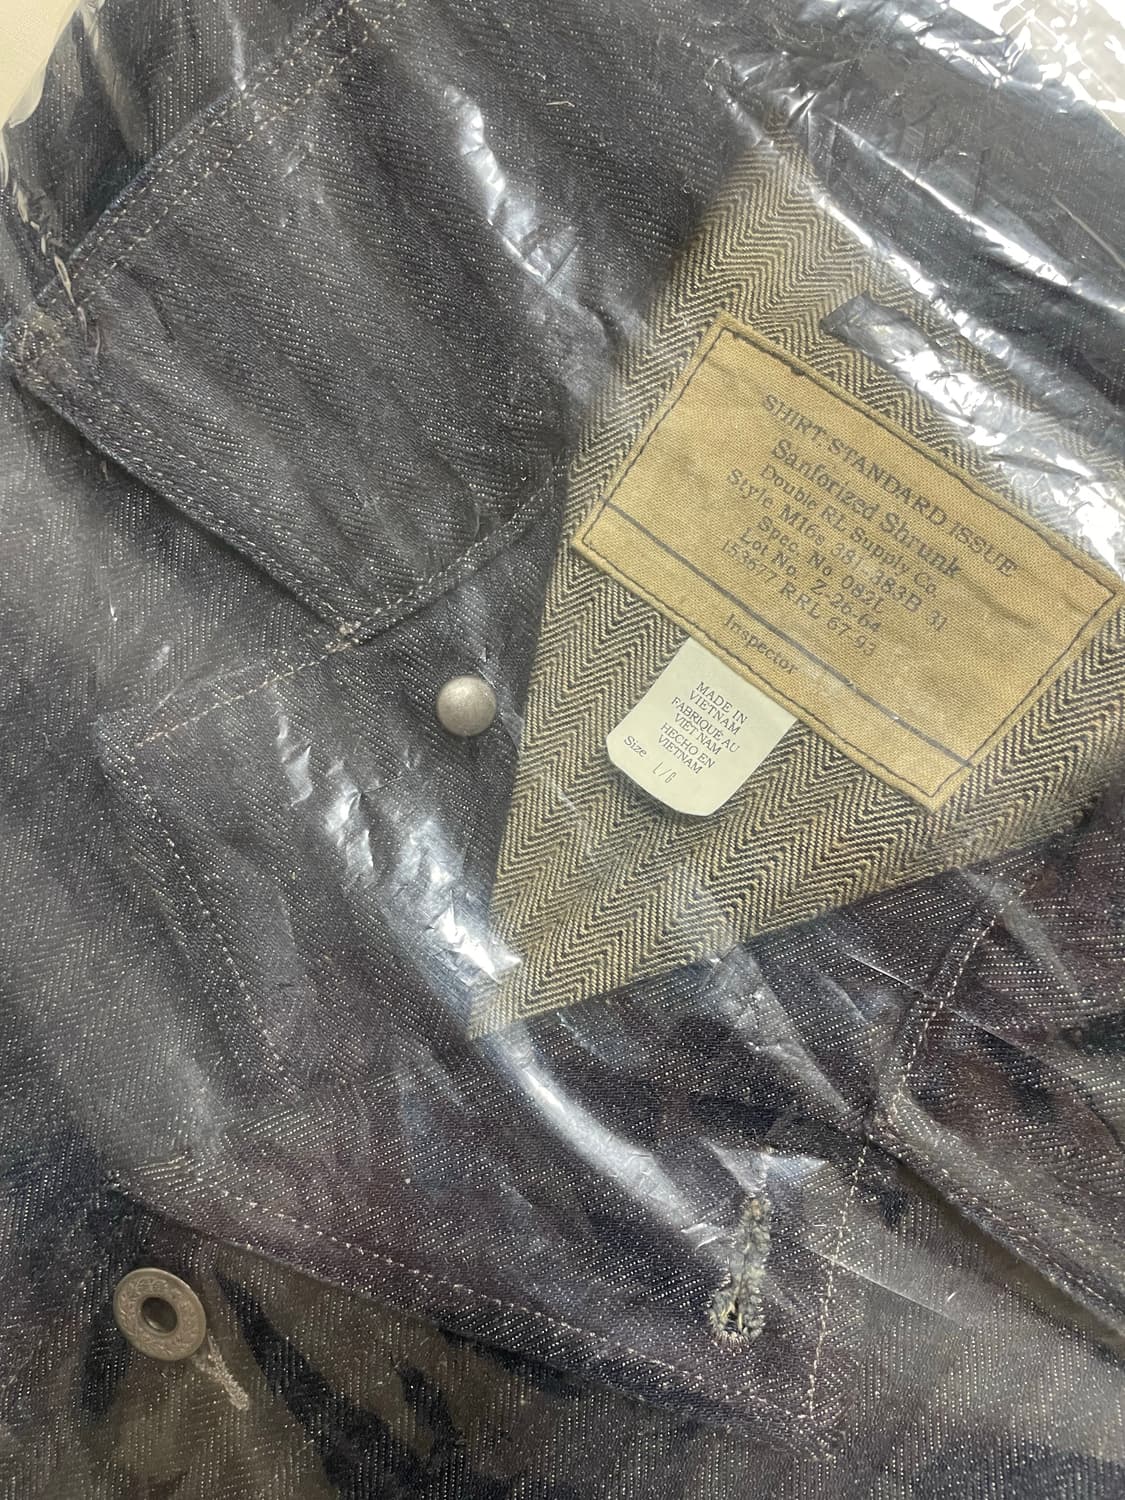 SHIRT STANDARD ISSUE
Sanforized Shrunk
Double RL Supply Co.
Style M16s 381-383B 31
Spec. No 082L
Lot No. Z-26.64
153677 RRL 67-93
Inspector
MADE IN
VIETNAM
FABRIQUE AU
VIET NAM
HECHO EN
VIETNAM
Size L/G